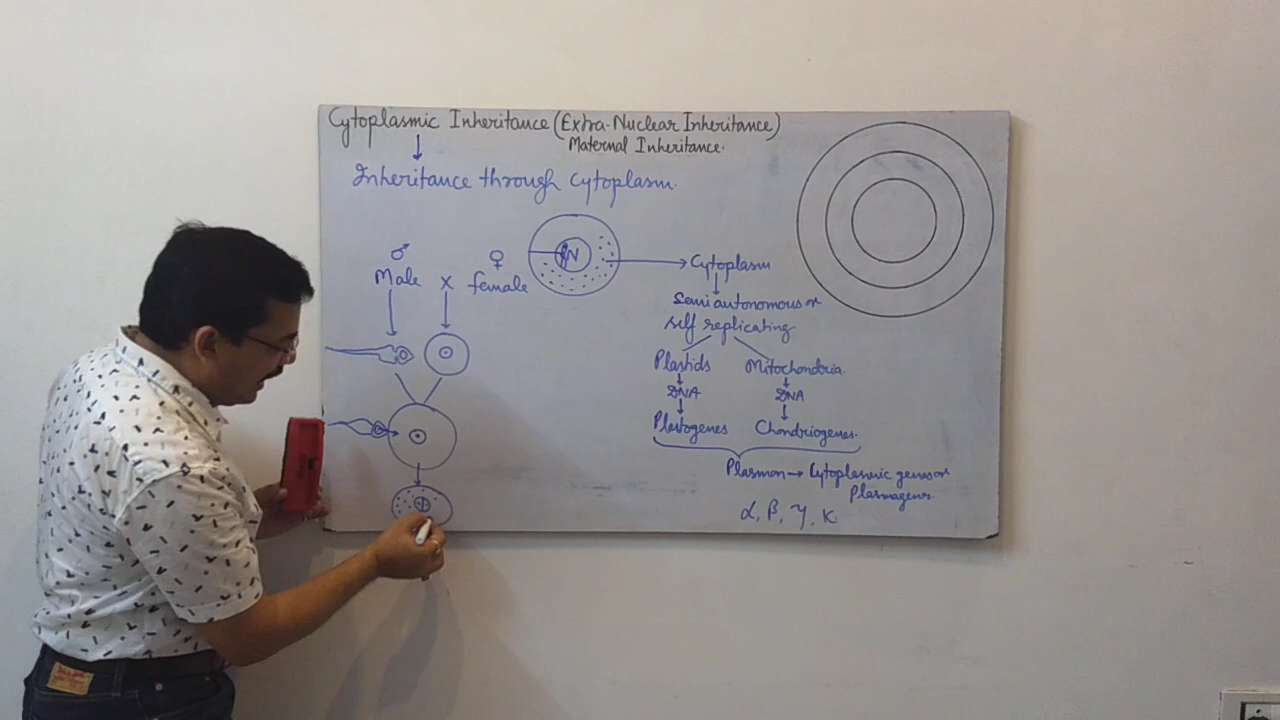 Cytoplasmic Inheritance (Extra-Nuclear Inheritance)
Maternal Inheritance.
Inheritance through Cytoplasm.
♂ ♀
Male x female
N
Cytoplasm
Semi autonomous or
self replicating
Plastids Mitochondria
DNA DNA
Plastogenes Chondriogenes.
Plasmon → Cytoplasmic genes or
Plasmagens.
α, β, γ, κ